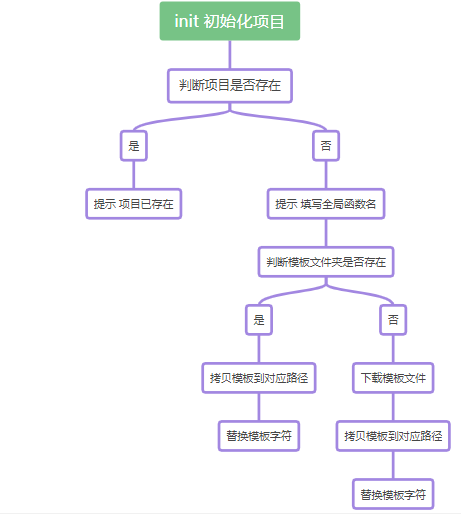 init 初始化项目
判断项目是否存在
是
否
提示 项目已存在
提示 填写全局函数名
判断模板文件夹是否存在
是
否
拷贝模板到对应路径
下载模板文件
替换模板字符
拷贝模板到对应路径
替换模板字符